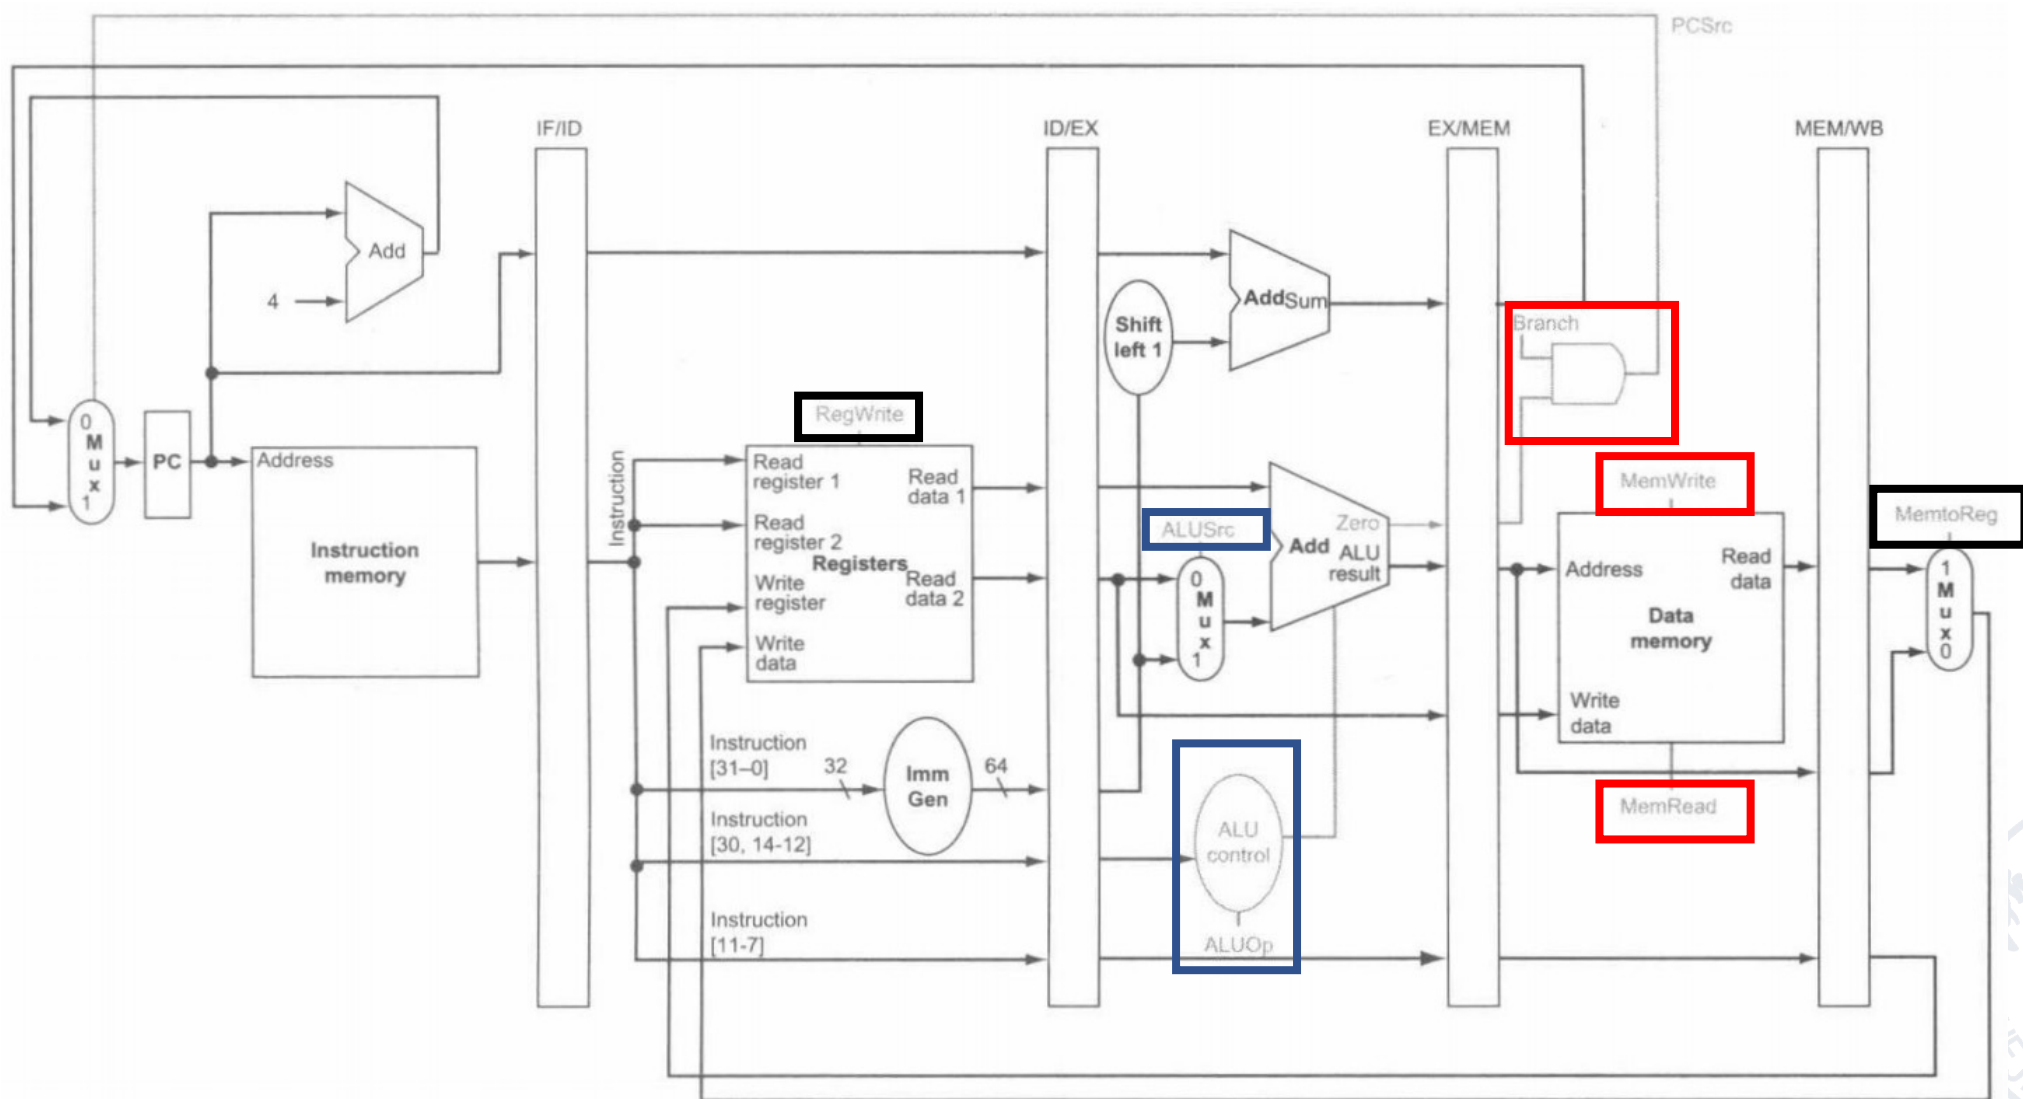 PCSrc
IF/ID
ID/EX
EX/MEM
MEM/WB
Add
4
Add Sum
Shift
left 1
Branch
RegWrite
0
M
u
x
1
PC
Address
Instruction
memory
Instruction
Read
register 1
Read
data 1
Read
register 2
Registers
Write
register
Read
data 2
Write
data
ALUSrc
0
M
u
x
1
Zero
Add
ALU
result
MemWrite
Address
Read
data
Data
memory
Write
data
MemRead
MemtoReg
1
M
u
x
0
Instruction
[31–0]
32
Imm
Gen
64
Instruction
[30, 14-12]
ALU
control
Instruction
[11-7]
ALUOp